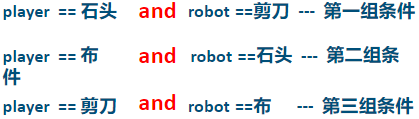 player == 石头 and robot ==剪刀 --- 第一组条件
player == 布 and robot ==石头 --- 第二组条
件
player == 剪刀 and robot ==布 --- 第三组条件